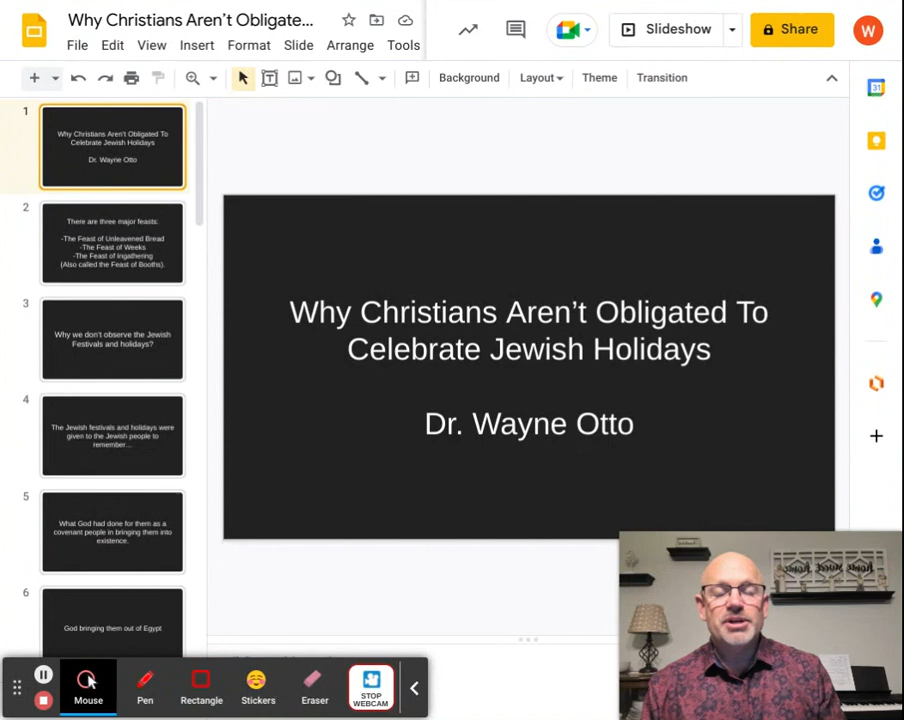 Why Christians Aren't Obligate...
File Edit View Insert Format Slide Arrange Tools
Slideshow
Share
W
Background Layout Theme Transition
31
1
Why Christians Aren't Obligated To
Celebrate Jewish Holidays
Dr. Wayne Otto
2
There are three major feasts:
-The Feast of Unleavened Bread
-The Feast of Weeks
-The Feast of Ingathering
(Also called the Feast of Booths).
3
Why we don't observe the Jewish
Festivals and holidays?
4
The Jewish festivals and holidays were
given to the Jewish people to
remember...
5
What God had done for them as a
covenant people in bringing them into
existence.
6
God bringing them out of Egypt
Why Christians Aren't Obligated To
Celebrate Jewish Holidays
Dr. Wayne Otto
Mouse
Pen
Rectangle
Stickers
Eraser
STOP
WEBCAM